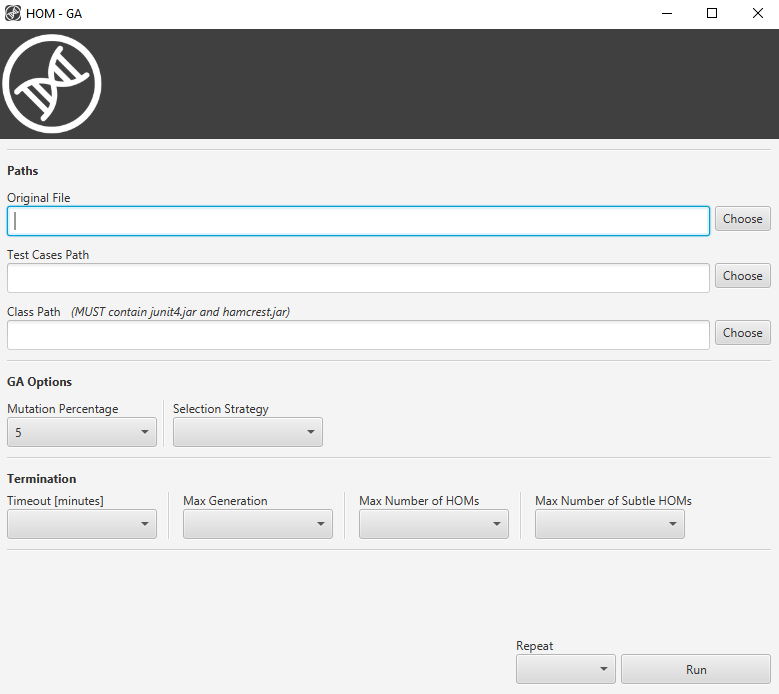 HOM - GA
Paths
Original File
Choose
Test Cases Path
Choose
Class Path (MUST contain junit4.jar and hamcrest.jar)
Choose
GA Options
Mutation Percentage Selection Strategy
5
Termination
Timeout [minutes] Max Generation Max Number of HOMs Max Number of Subtle HOMs
Repeat
Run